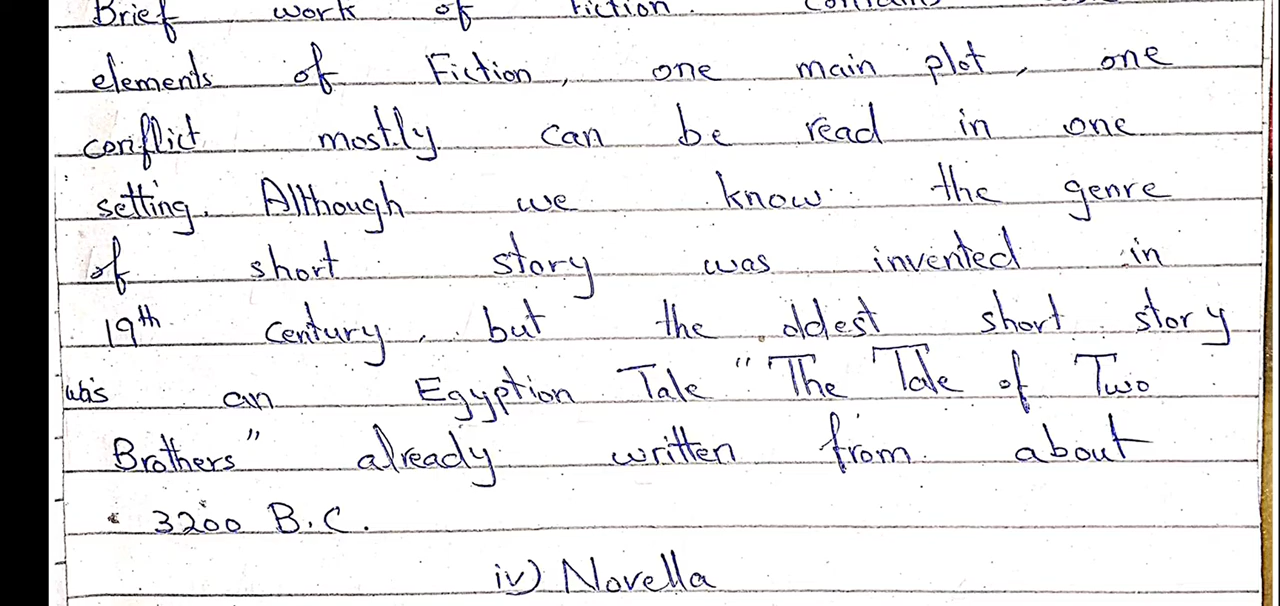 Brief work of Fiction.
elements of Fiction, one main plot, one
conflict mostly can be read in one
setting. Although we know the genre
of short story was invented in
19th century, but the oldest short story
was an Egyption Tale "The Tale of Two
Brothers" already written from about
3200 B.C.
iv) Novella